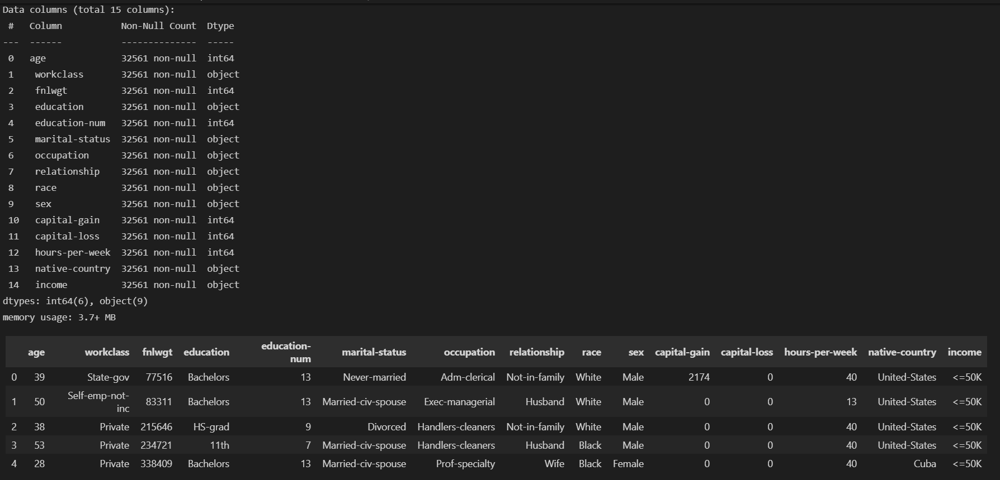 Data columns (total 15 columns):
 #   Column          Non-Null Count  Dtype
---  ------          --------------  -----
 0   age             32561 non-null  int64
 1    workclass      32561 non-null  object
 2    fnlwgt         32561 non-null  int64
 3    education      32561 non-null  object
 4    education-num  32561 non-null  int64
 5    marital-status 32561 non-null  object
 6    occupation     32561 non-null  object
 7    relationship   32561 non-null  object
 8    race           32561 non-null  object
 9    sex            32561 non-null  object
 10   capital-gain   32561 non-null  int64
 11   capital-loss   32561 non-null  int64
 12   hours-per-week 32561 non-null  int64
 13   native-country 32561 non-null  object
 14   income         32561 non-null  object
dtypes: int64(6), object(9)
memory usage: 3.7+ MB
age workclass fnlwgt education education-num marital-status occupation relationship race sex capital-gain capital-loss hours-per-week native-country income
0 39 State-gov 77516 Bachelors 13 Never-married Adm-clerical Not-in-family White Male 2174 0 40 United-States <=50K
1 50 Self-emp-not-inc 83311 Bachelors 13 Married-civ-spouse Exec-managerial Husband White Male 0 0 13 United-States <=50K
2 38 Private 215646 HS-grad 9 Divorced Handlers-cleaners Not-in-family White Male 0 0 40 United-States <=50K
3 53 Private 234721 11th 7 Married-civ-spouse Handlers-cleaners Husband Black Male 0 0 40 United-States <=50K
4 28 Private 338409 Bachelors 13 Married-civ-spouse Prof-specialty Wife Black Female 0 0 40 Cuba <=50K